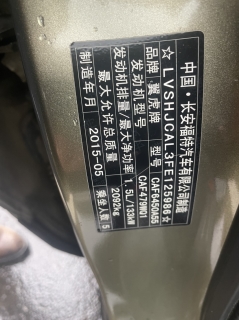 中国·长安福特汽车有限公司制造
☆LVSHJCAL3FE125986☆
品牌 翼虎牌 型号 CAF6450A55
发动机型号 CAF479WQ1
发动机排量/最大净功率 1.5L/133kW
最大允许总质量 2092kg
制造年月 2015-05 乘坐人数 5